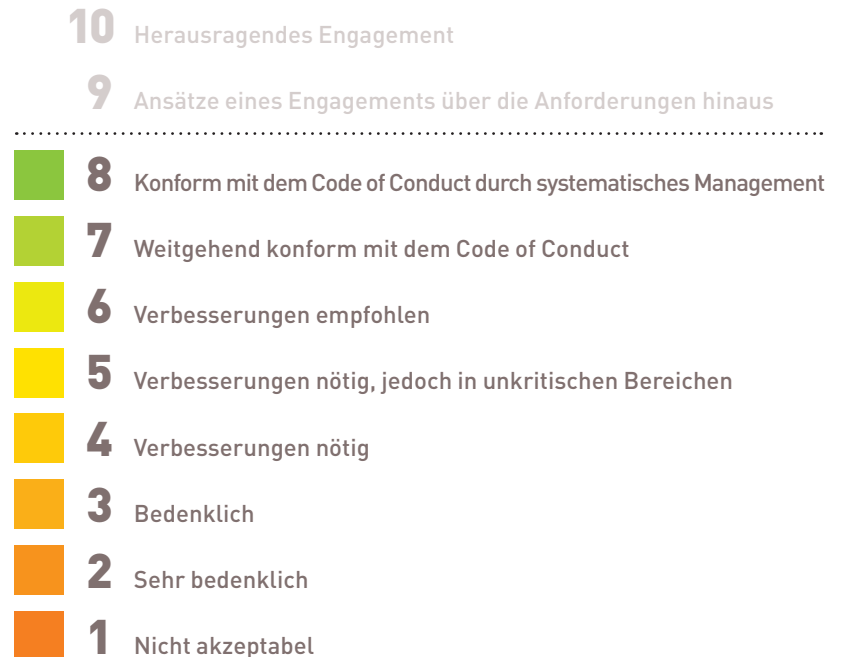 10 Herausragendes Engagement
9 Ansätze eines Engagements über die Anforderungen hinaus
8 Konform mit dem Code of Conduct durch systematisches Management
7 Weitgehend konform mit dem Code of Conduct
6 Verbesserungen empfohlen
5 Verbesserungen nötig, jedoch in unkritischen Bereichen
4 Verbesserungen nötig
3 Bedenklich
2 Sehr bedenklich
1 Nicht akzeptabel